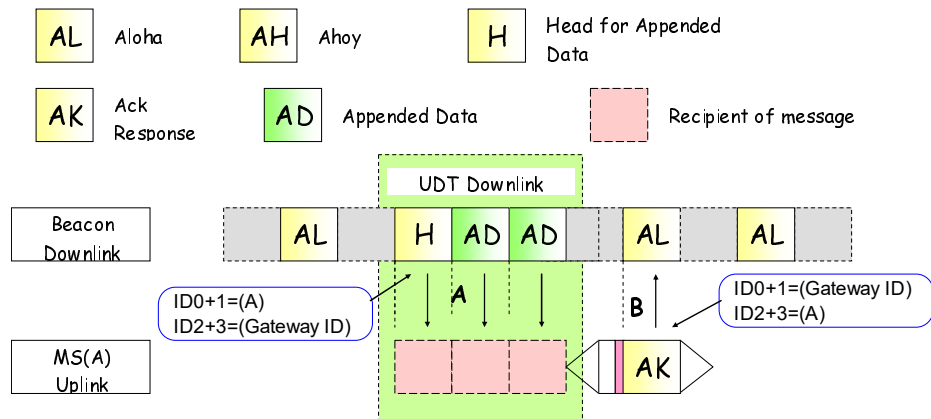 AL Aloha AH Ahoy H Head for Appended
Data
AK Ack
Response AD Appended Data Recipient of message
UDT Downlink
Beacon
Downlink AL H AD AD AL AL
ID0+1=(A)
ID2+3=(Gateway ID)
A
B
ID0+1=(Gateway ID)
ID2+3=(A)
MS(A)
Uplink AK